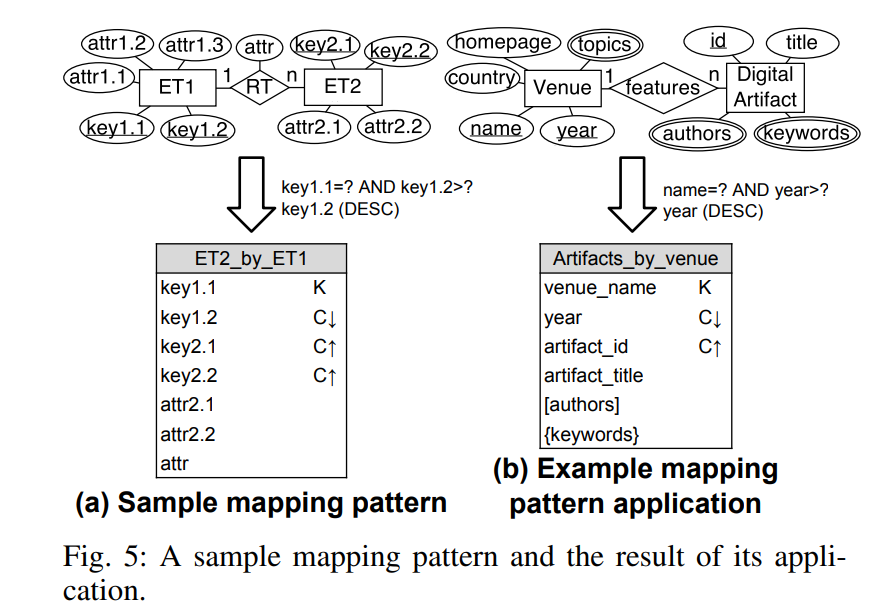 attr1.2
attr1.3
attr
key2.1
key2.2
attr1.1
ET1
1
RT
n
ET2
key1.1
key1.2
attr2.1
attr2.2
key1.1=? AND key1.2>?
key1.2 (DESC)
ET2_by_ET1
key1.1 K
key1.2 C↓
key2.1 C↑
key2.2 C↑
attr2.1
attr2.2
attr
(a) Sample mapping pattern
homepage
topics
id
title
country
Venue
1
features
n
Digital
Artifact
name
year
authors
keywords
name=? AND year>?
year (DESC)
Artifacts_by_venue
venue_name K
year C↓
artifact_id C↑
artifact_title
[authors]
{keywords}
(b) Example mapping
pattern application
Fig. 5: A sample mapping pattern and the result of its appli-
cation.